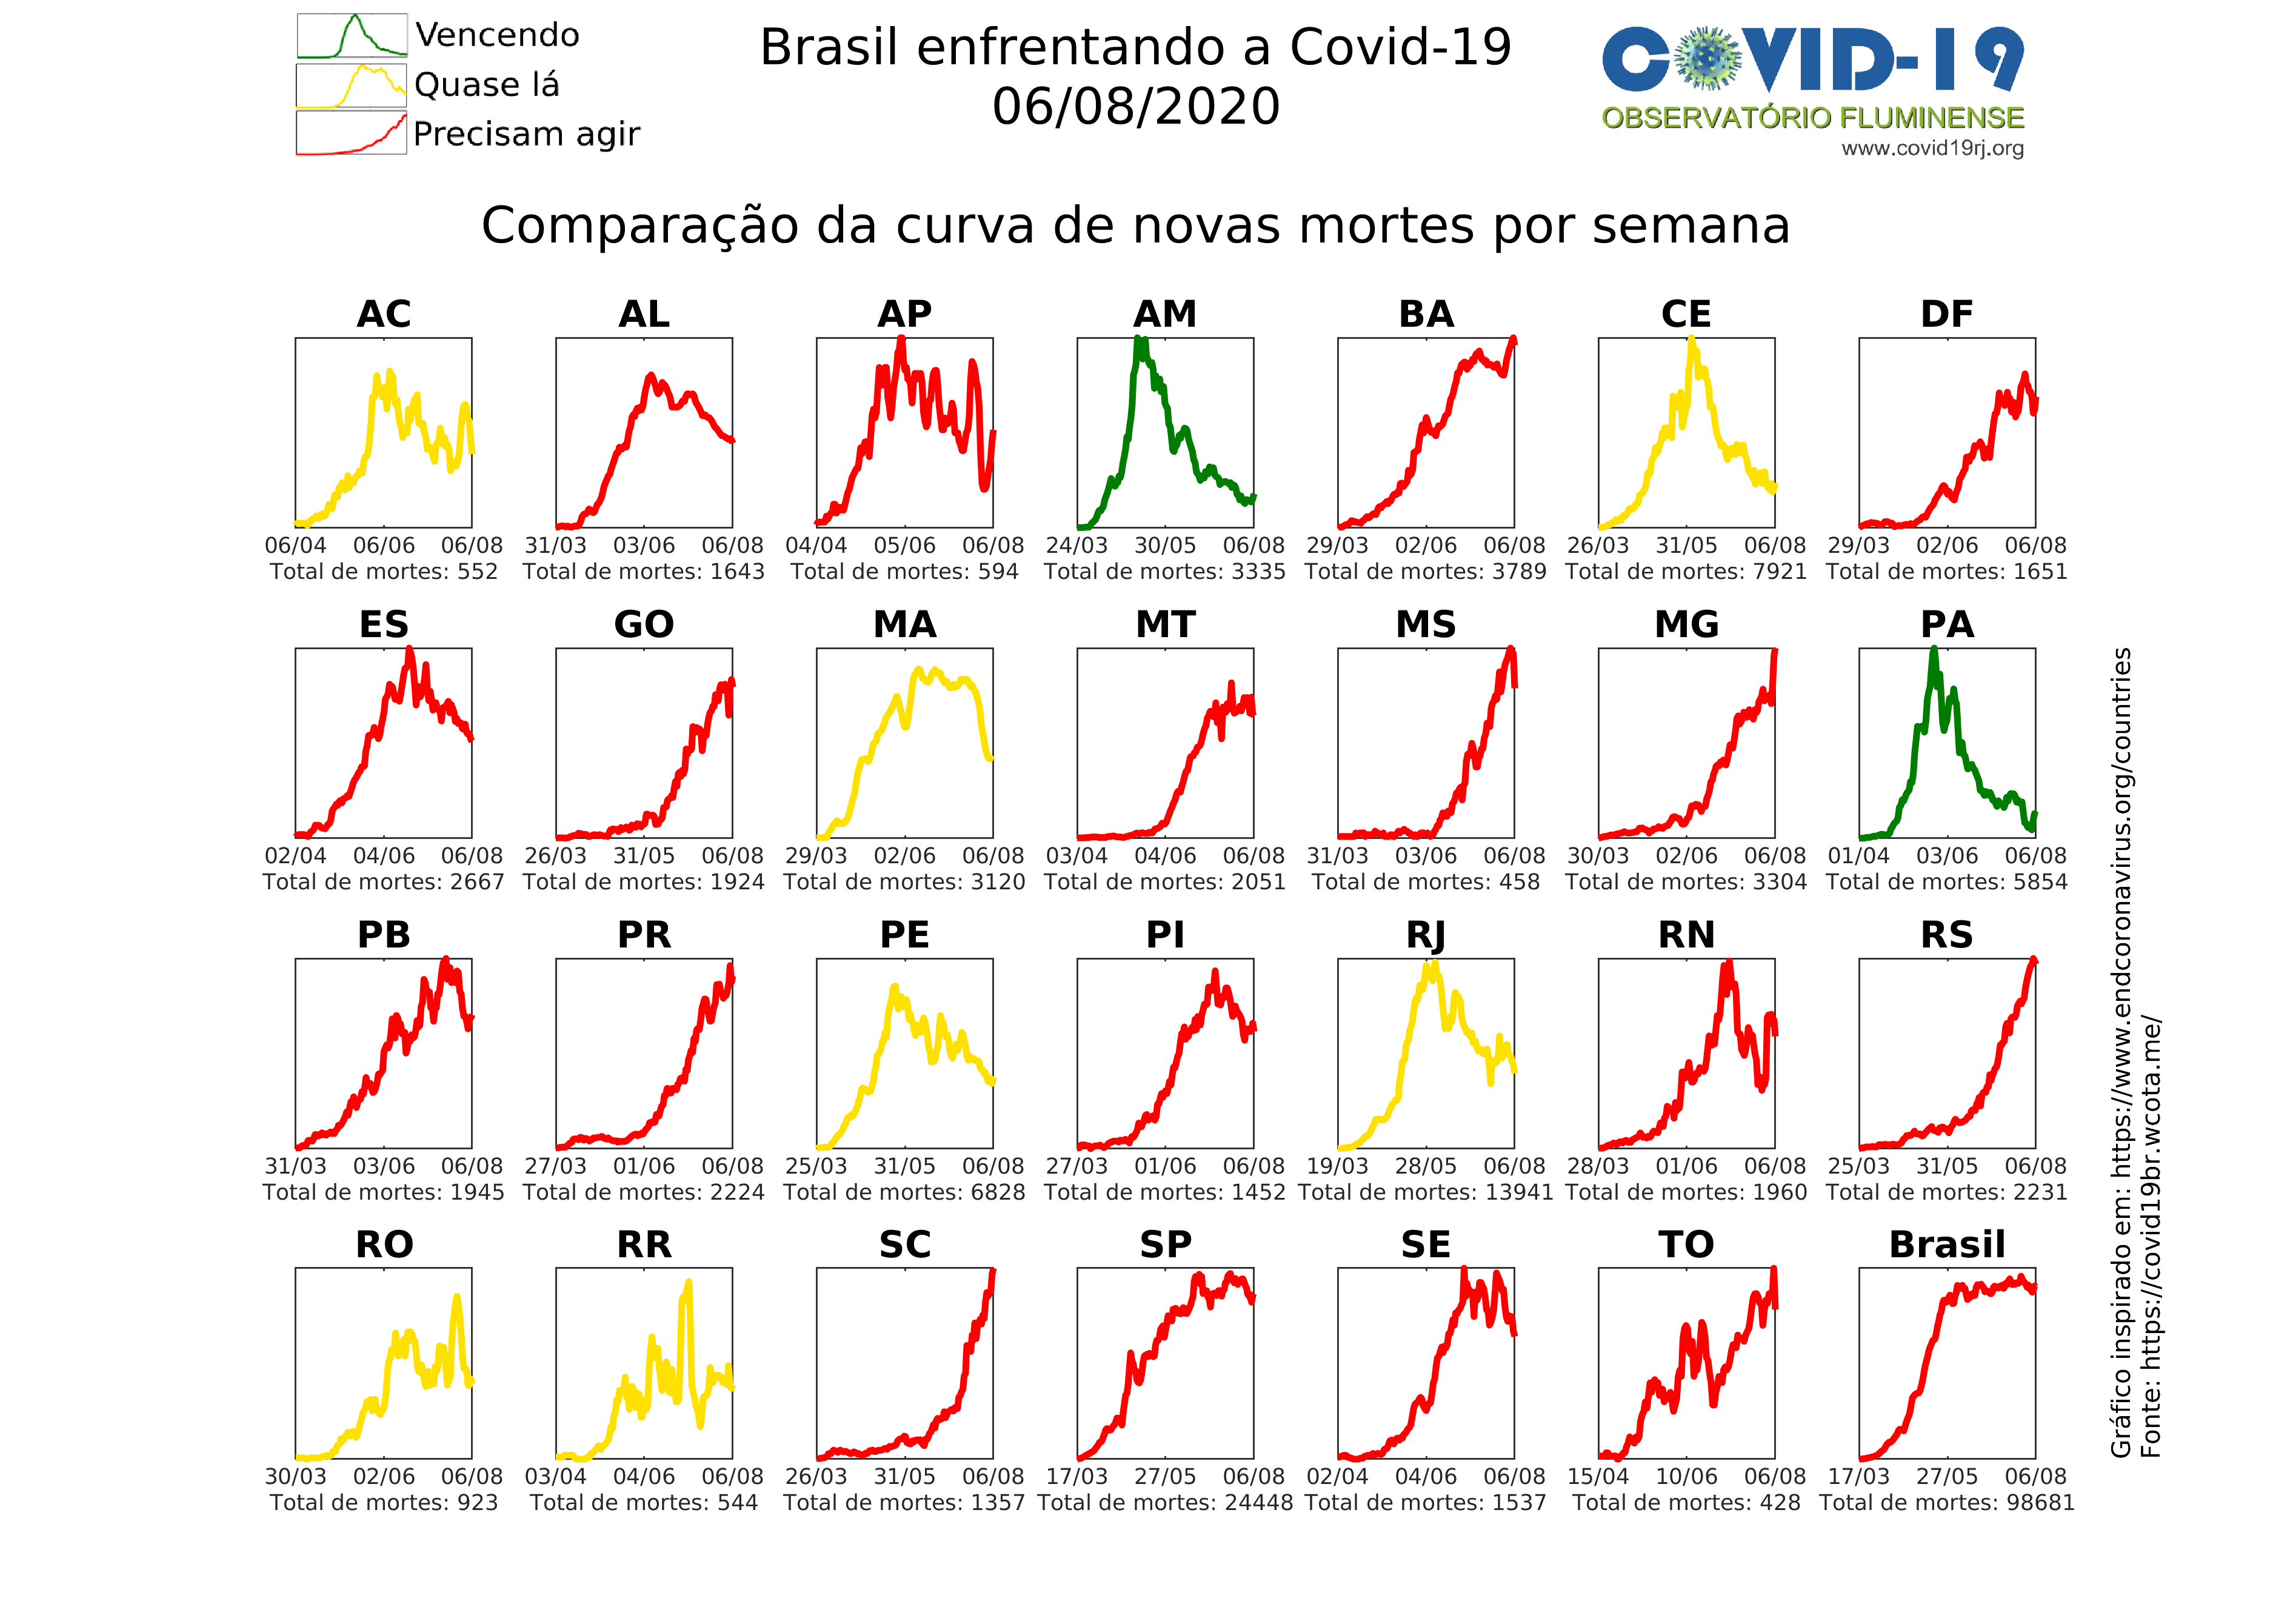 Vencendo
Quase lá
Precisam agir
Brasil enfrentando a Covid-19
06/08/2020
COVID-19
OBSERVATÓRIO FLUMINENSE
www.covid19rj.org
Comparação da curva de novas mortes por semana
AC AL AP AM BA CE DF
06/04 06/06 06/08 31/03 03/06 06/08 04/04 05/06 06/08 24/03 30/05 06/08 29/03 02/06 06/08 26/03 31/05 06/08 29/03 02/06 06/08
Total de mortes: 552 Total de mortes: 1643 Total de mortes: 594 Total de mortes: 3335 Total de mortes: 3789 Total de mortes: 7921 Total de mortes: 1651
ES GO MA MT MS MG PA
02/04 04/06 06/08 26/03 31/05 06/08 29/03 02/06 06/08 03/04 04/06 06/08 31/03 03/06 06/08 30/03 02/06 06/08 01/04 03/06 06/08
Total de mortes: 2667 Total de mortes: 1924 Total de mortes: 3120 Total de mortes: 2051 Total de mortes: 458 Total de mortes: 3304 Total de mortes: 5854
PB PR PE PI RJ RN RS
31/03 03/06 06/08 27/03 01/06 06/08 25/03 31/05 06/08 27/03 01/06 06/08 19/03 28/05 06/08 28/03 01/06 06/08 25/03 31/05 06/08
Total de mortes: 1945 Total de mortes: 2224 Total de mortes: 6828 Total de mortes: 1452 Total de mortes: 13941 Total de mortes: 1960 Total de mortes: 2231
RO RR SC SP SE TO Brasil
30/03 02/06 06/08 03/04 04/06 06/08 26/03 31/05 06/08 17/03 27/05 06/08 02/04 04/06 06/08 15/04 10/06 06/08 17/03 27/05 06/08
Total de mortes: 923 Total de mortes: 544 Total de mortes: 1357 Total de mortes: 24448 Total de mortes: 1537 Total de mortes: 428 Total de mortes: 98681
Gráfico inspirado em: https://www.endcoronavirus.org/countries
Fonte: https://covid19br.wcota.me/